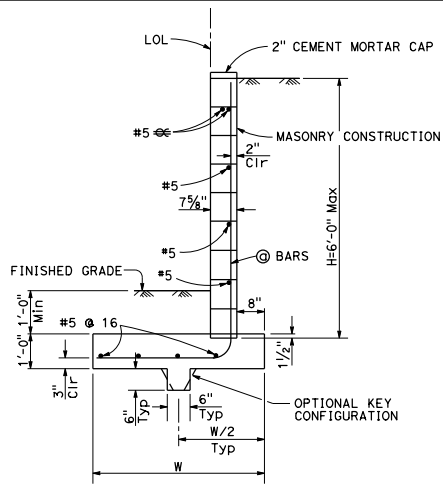 LOL
2" CEMENT MORTAR CAP
#5
MASONRY CONSTRUCTION
2"
Clr
#5
7⅝"
H=6'-0" Max
#5
@ BARS
FINISHED GRADE
#5
8"
1'-0"
Min
#5 @ 16
1'-0"
1½"
3"
Clr
6"
Typ
6"
Typ
OPTIONAL KEY
CONFIGURATION
W/2
Typ
W